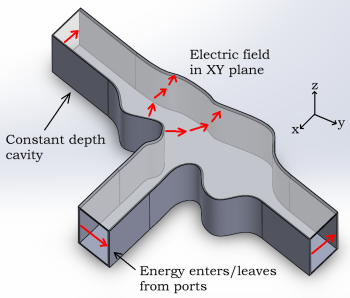 Electric field
in XY plane
z
x
y
Constant depth
cavity
Energy enters/leaves
from ports